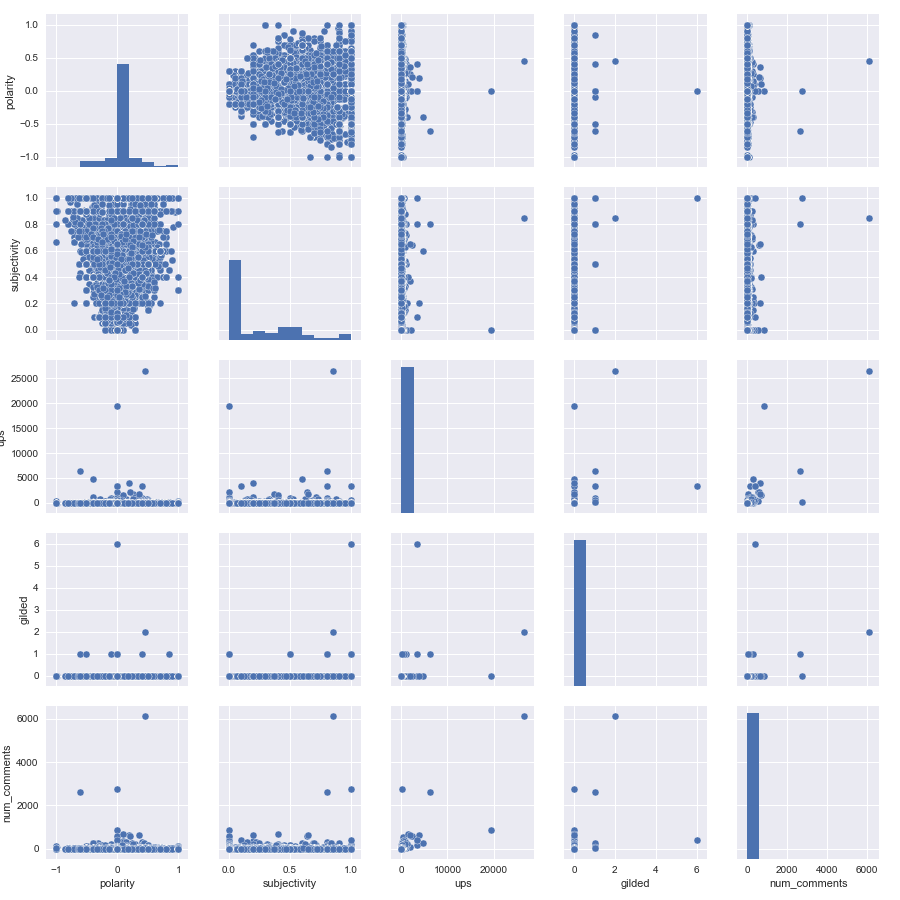 1.0
0.5
0.0
−0.5
−1.0
polarity
1.0
0.8
0.6
0.4
0.2
0.0
subjectivity
25000
20000
15000
10000
5000
0
ups
6
5
4
3
2
1
0
gilded
6000
4000
2000
0
num_comments
−1 0 1
polarity
0.0 0.5 1.0
subjectivity
0 10000 20000
ups
0 2 4 6
gilded
0 2000 4000 6000
num_comments